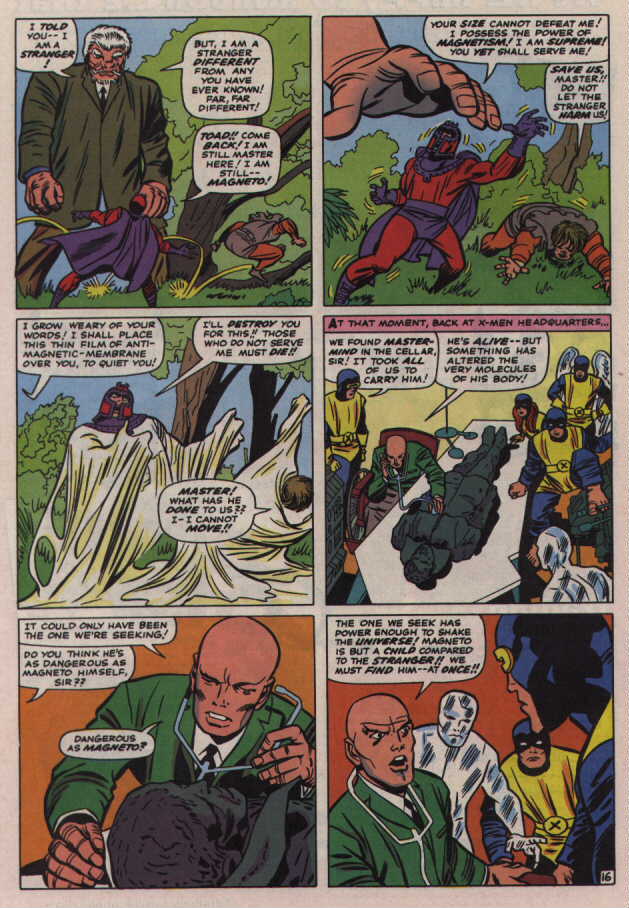 I TOLD
YOU-- I
AM A
STRANGER
!
BUT, I AM A
STRANGER
DIFFERENT
FROM ANY
YOU HAVE
EVER KNOWN!
FAR, FAR
DIFFERENT!
TOAD!! COME
BACK! I AM
STILL MASTER
HERE! I AM
STILL--
MAGNETO!
YOUR SIZE CANNOT DEFEAT ME!
I POSSESS THE POWER OF
MAGNETISM! I AM SUPREME!
YOU YET SHALL SERVE ME!
SAVE US,
MASTER!!
DO NOT
LET THE
STRANGER
HARM US!
I GROW WEARY OF YOUR
WORDS! I SHALL PLACE
THIS THIN FILM OF ANTI-
MAGNETIC-MEMBRANE
OVER YOU, TO QUIET YOU!
I'LL DESTROY YOU
FOR THIS!! THOSE
WHO DO NOT SERVE
ME MUST DIE!!
MASTER!
WHAT HAS HE
DONE TO US??
I-I CANNOT
MOVE!!
AT THAT MOMENT, BACK AT X-MEN HEADQUARTERS...
WE FOUND MASTER-
MIND IN THE CELLAR,
SIR! IT TOOK ALL
OF US TO
CARRY HIM!
HE'S ALIVE--BUT
SOMETHING HAS
ALTERED THE
VERY MOLECULES
OF HIS BODY!
IT COULD ONLY HAVE BEEN
THE ONE WE'RE SEEKING!
DO YOU THINK HE'S
AS DANGEROUS AS
MAGNETO HIMSELF,
SIR??
DANGEROUS
AS MAGNETO?
THE ONE WE SEEK HAS
POWER ENOUGH TO SHAKE
THE UNIVERSE! MAGNETO
IS BUT A CHILD COMPARED
TO THE STRANGER!! WE
MUST FIND HIM--AT ONCE!!
16